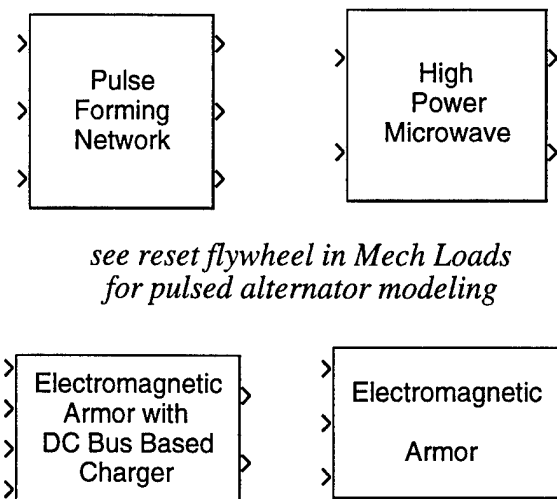 Pulse
Forming
Network
High
Power
Microwave
see reset flywheel in Mech Loads
for pulsed alternator modeling
Electromagnetic
Armor with
DC Bus Based
Charger
Electromagnetic
Armor